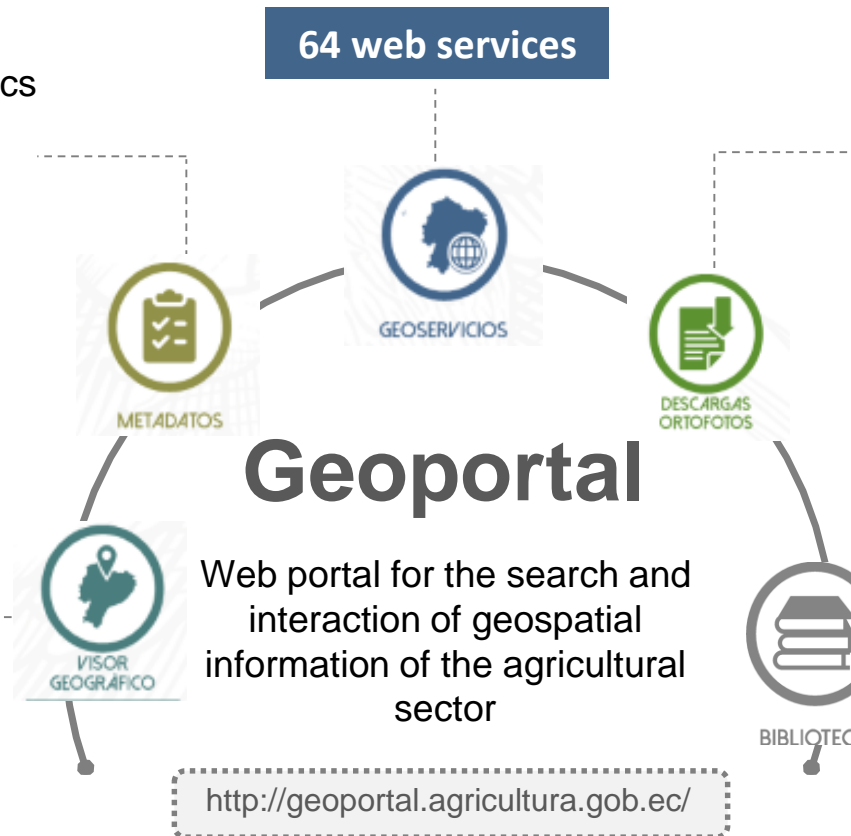 64 web services
cs
GEOSERVICIOS
METADATOS
DESCARGAS
ORTOFOTOS
Geoportal
Web portal for the search and
interaction of geospatial
information of the agricultural
sector
VISOR
GEOGRÁFICO
BIBLIOTEC
http://geoportal.agricultura.gob.ec/